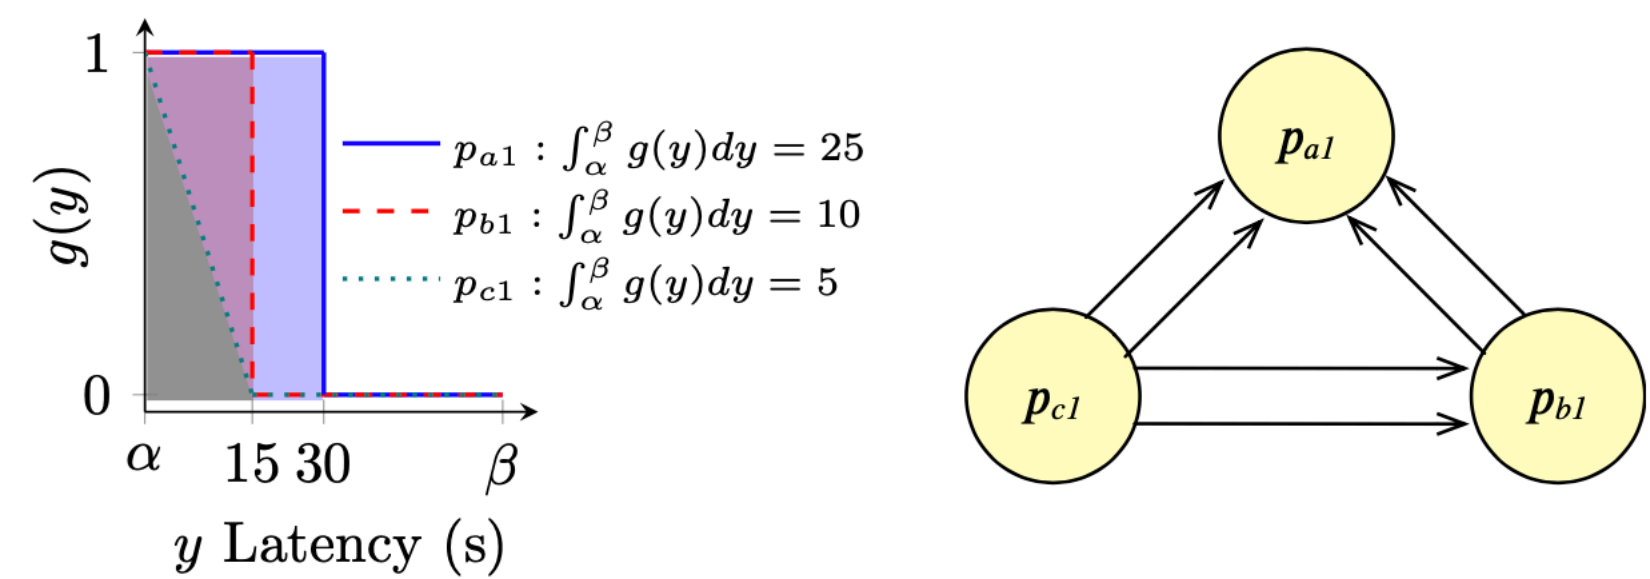 1
g(y)
0
p_{a1} : ∫_α^β g(y)dy = 25
p_{b1} : ∫_α^β g(y)dy = 10
p_{c1} : ∫_α^β g(y)dy = 5
α 15 30 β
y Latency (s)
p_{a1}
p_{c1}
p_{b1}